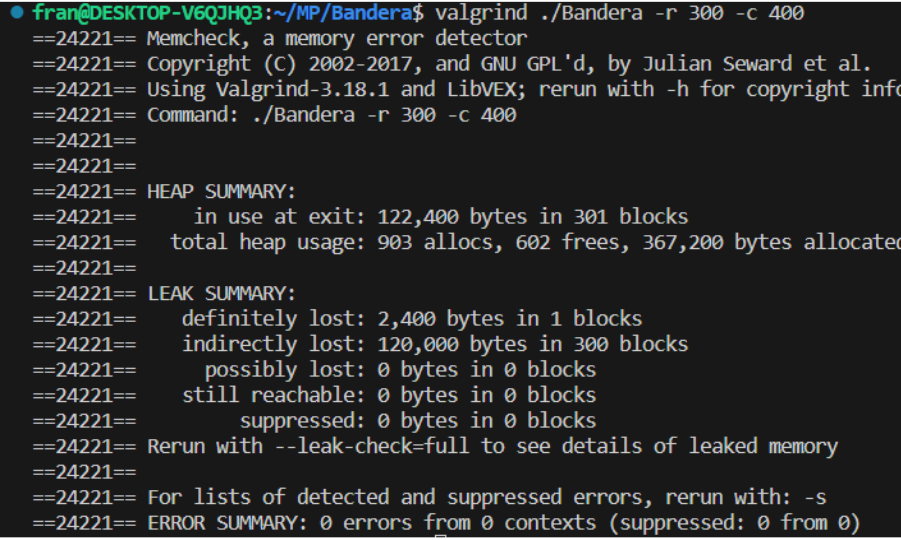 fran@DESKTOP-V6QJHQ3:~/MP/Bandera$ valgrind ./Bandera -r 300 -c 400
==24221== Memcheck, a memory error detector
==24221== Copyright (C) 2002-2017, and GNU GPL'd, by Julian Seward et al.
==24221== Using Valgrind-3.18.1 and LibVEX; rerun with -h for copyright info
==24221== Command: ./Bandera -r 300 -c 400
==24221==
==24221==
==24221== HEAP SUMMARY:
==24221==     in use at exit: 122,400 bytes in 301 blocks
==24221==   total heap usage: 903 allocs, 602 frees, 367,200 bytes allocated
==24221==
==24221== LEAK SUMMARY:
==24221==    definitely lost: 2,400 bytes in 1 blocks
==24221==    indirectly lost: 120,000 bytes in 300 blocks
==24221==      possibly lost: 0 bytes in 0 blocks
==24221==    still reachable: 0 bytes in 0 blocks
==24221==         suppressed: 0 bytes in 0 blocks
==24221== Rerun with --leak-check=full to see details of leaked memory
==24221==
==24221== For lists of detected and suppressed errors, rerun with: -s
==24221== ERROR SUMMARY: 0 errors from 0 contexts (suppressed: 0 from 0)